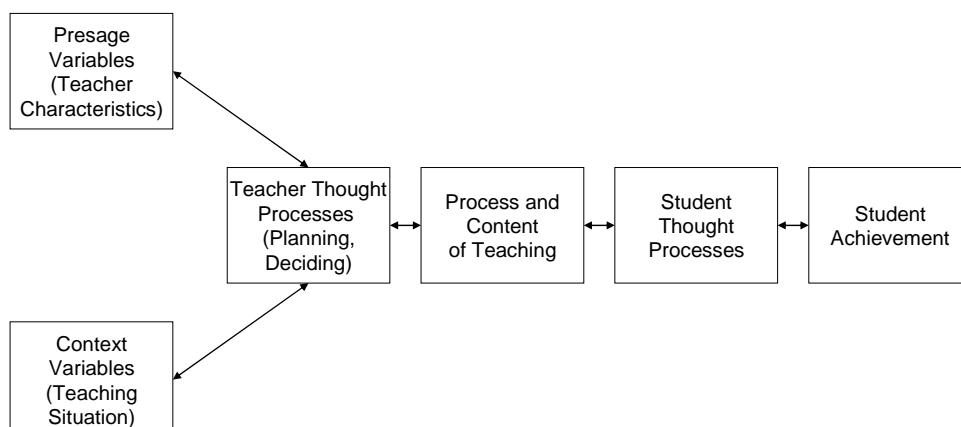 Presage
Variables
(Teacher
Characteristics)
Teacher Thought
Processes
(Planning,
Deciding)
Process and
Content
of Teaching
Student
Thought
Processes
Student
Achievement
Context
Variables
(Teaching
Situation)